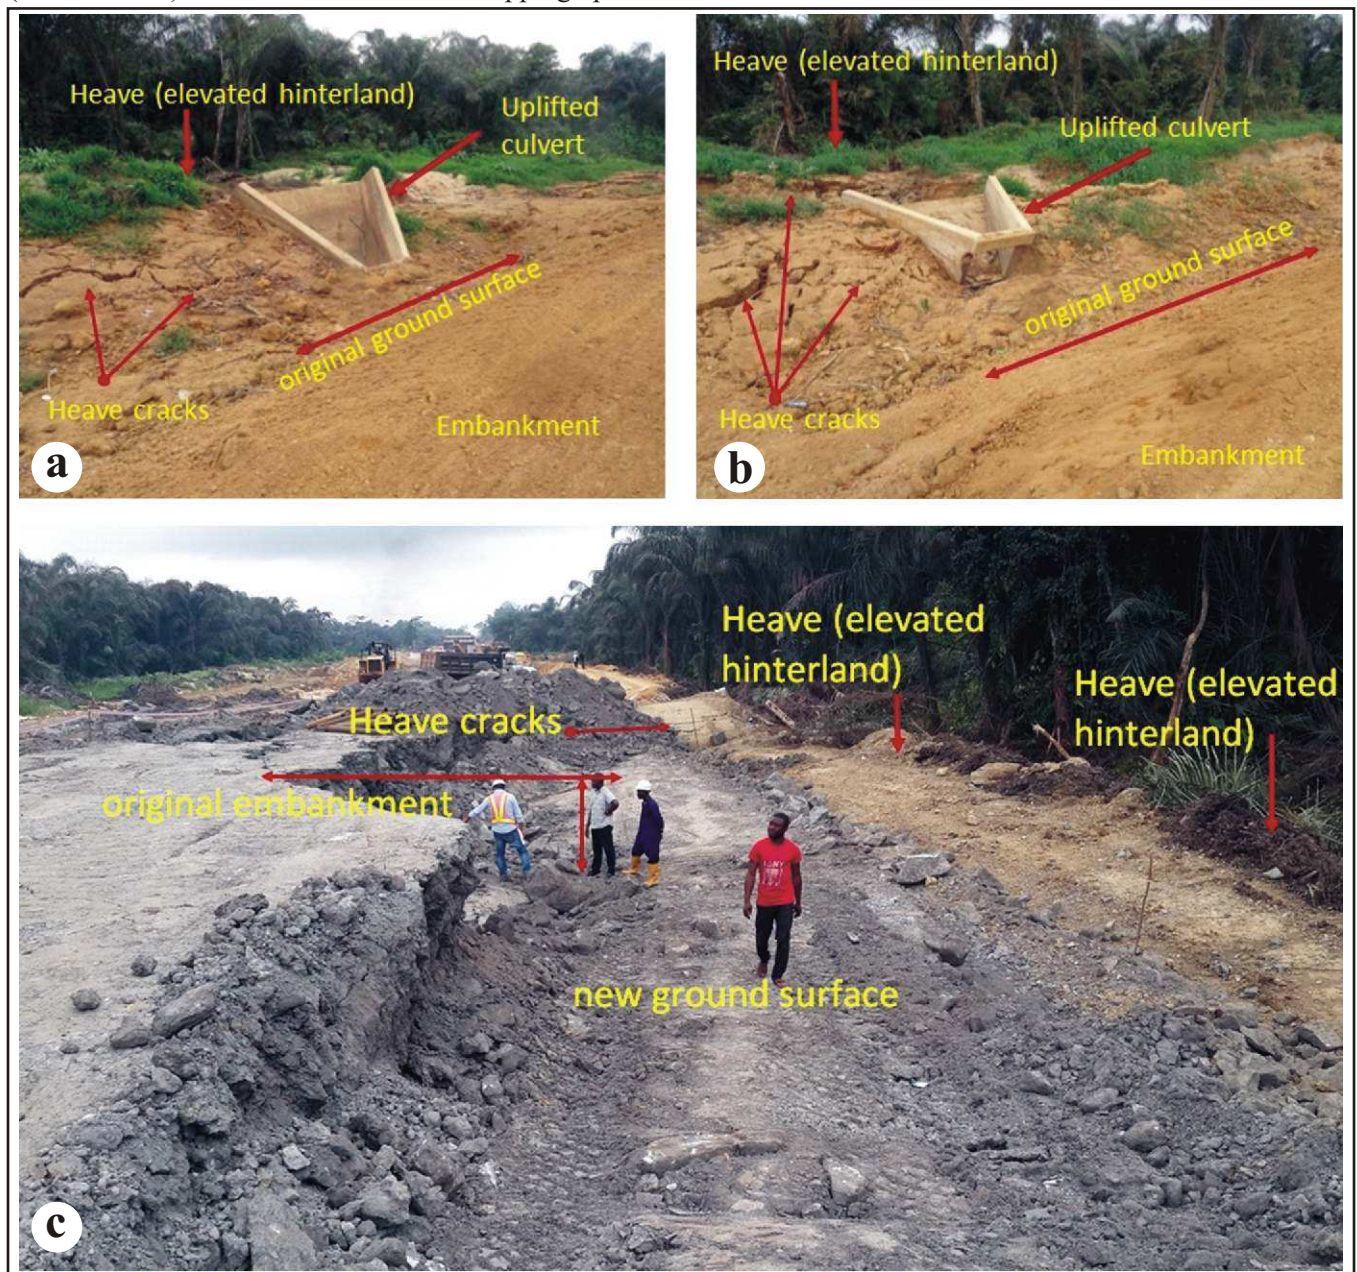 Heave (elevated hinterland)
Uplifted
culvert
original ground surface
Heave cracks
Embankment
a
Heave (elevated hinterland)
Uplifted culvert
original ground surface
Heave cracks
Embankment
b
Heave (elevated
hinterland)
Heave (elevated
hinterland)
Heave cracks
original embankment
new ground surface
c